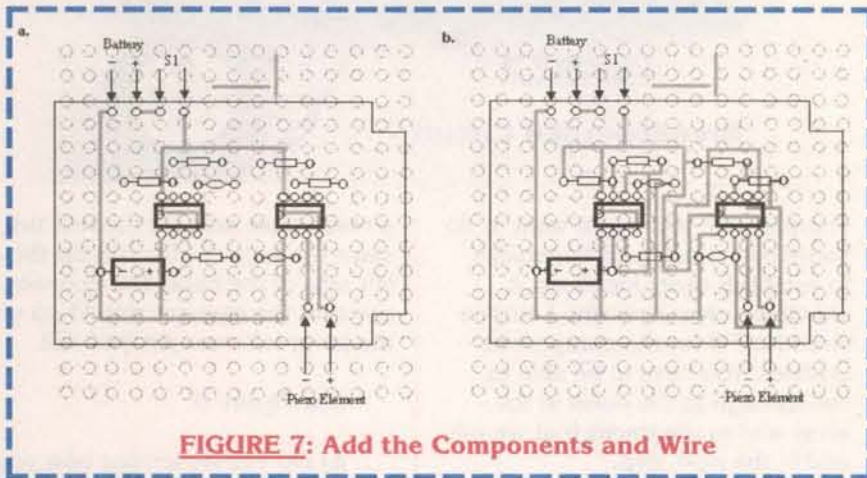 a.
Battery
- +
S1
- +
- +
Piezo Element
b.
Battery
- +
S1
- +
- +
Piezo Element
FIGURE 7: Add the Components and Wire